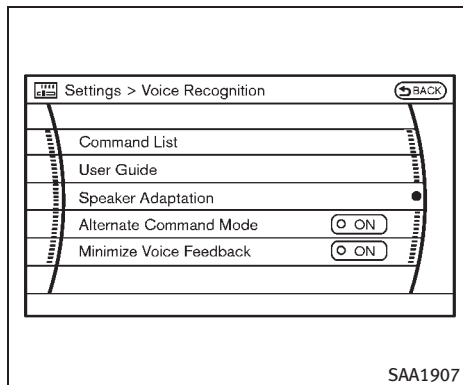 Settings > Voice Recognition
BACK
Command List
User Guide
Speaker Adaptation
Alternate Command Mode
ON
Minimize Voice Feedback
ON
SAA1907